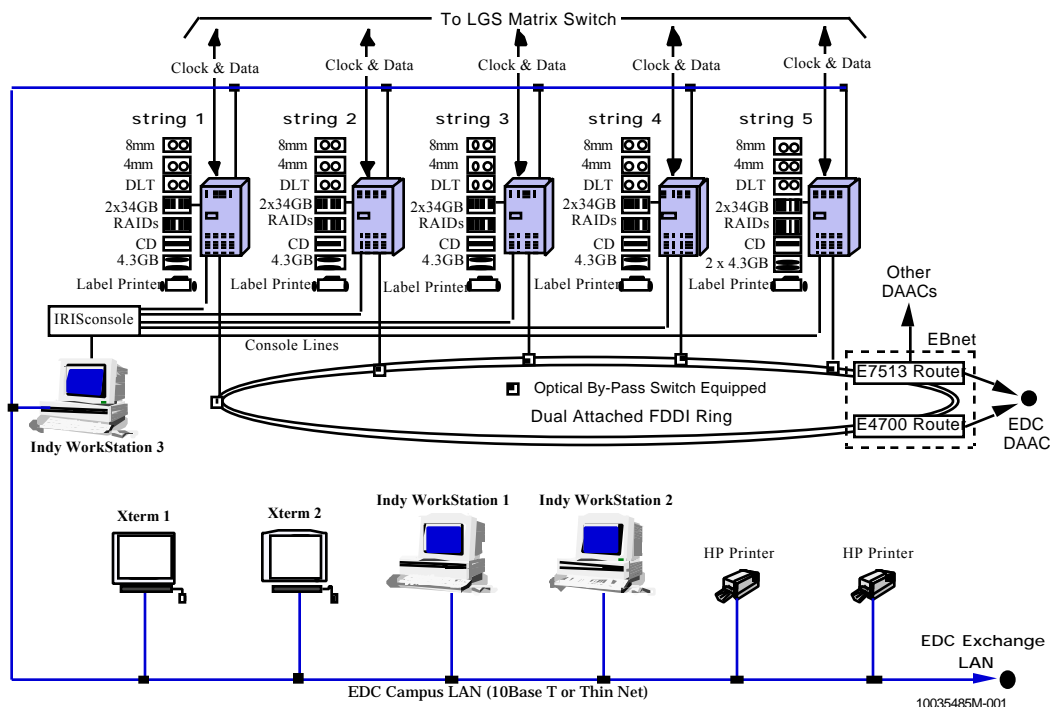 To LGS Matrix Switch
Clock & Data
Clock & Data
Clock & Data
Clock & Data
Clock & Data
string 1
8mm
4mm
DLT
2x34GB
RAIDs
CD
4.3GB
Label Printer
string 2
8mm
4mm
DLT
2x34GB
RAIDs
CD
4.3GB
Label Printer
string 3
8mm
4mm
DLT
2x34GB
RAIDs
CD
4.3GB
Label Printer
string 4
8mm
4mm
DLT
2x34GB
RAIDs
CD
4.3GB
Label Printer
string 5
8mm
4mm
DLT
2x34GB
RAIDs
CD
2 x 4.3GB
Label Printer
Other
DAACs
IRISconsole
Console Lines
EBnet
E7513 Router
Optical By-Pass Switch Equipped
Dual Attached FDDI Ring
E4700 Router
EDC
DAAC
Indy WorkStation 3
Xterm 1
Xterm 2
Indy WorkStation 1
Indy WorkStation 2
HP Printer
HP Printer
EDC Exchange
LAN
EDC Campus LAN (10Base T or Thin Net)
10035485M-001